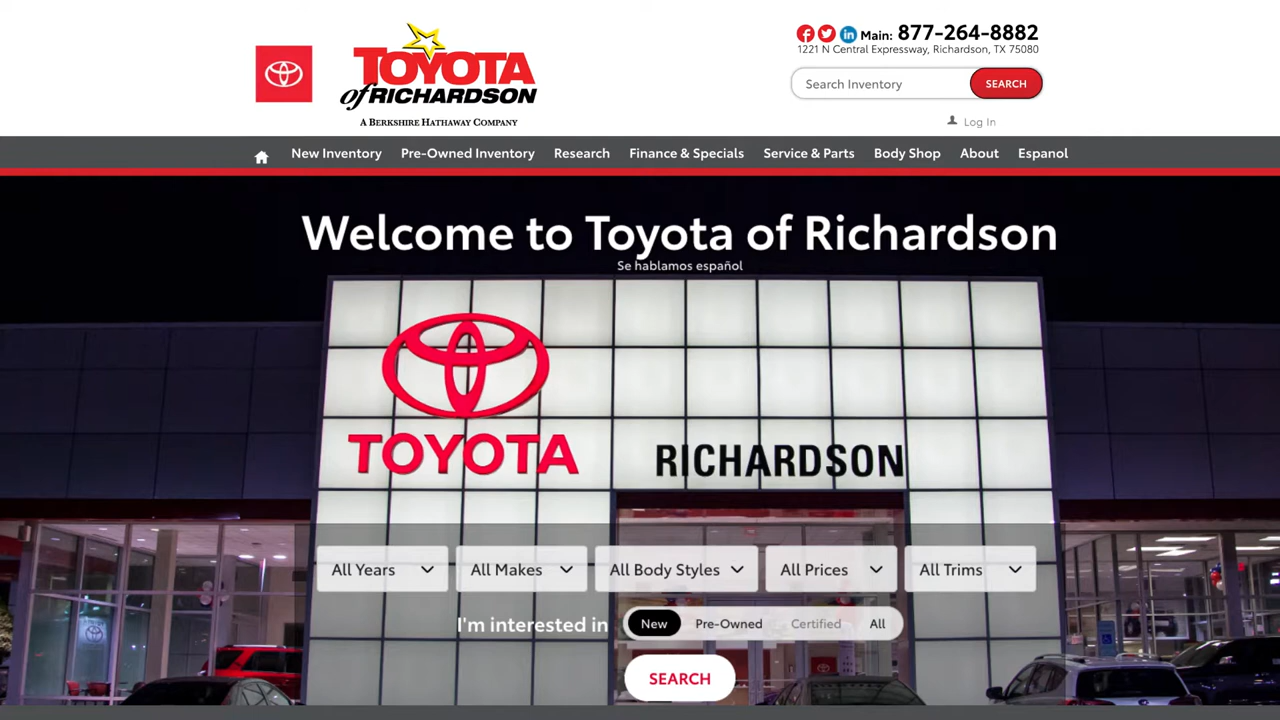 TOYOTA
of RICHARDSON
A BERKSHIRE HATHAWAY COMPANY
Main: 877-264-8882
1221 N Central Expressway, Richardson, TX 75080
Search Inventory
SEARCH
Log In
New Inventory
Pre-Owned Inventory
Research
Finance & Specials
Service & Parts
Body Shop
About
Espanol
Welcome to Toyota of Richardson
Se hablamos español
TOYOTA
RICHARDSON
All Years
All Makes
All Body Styles
All Prices
All Trims
I'm interested in
New
Pre-Owned
Certified
All
SEARCH